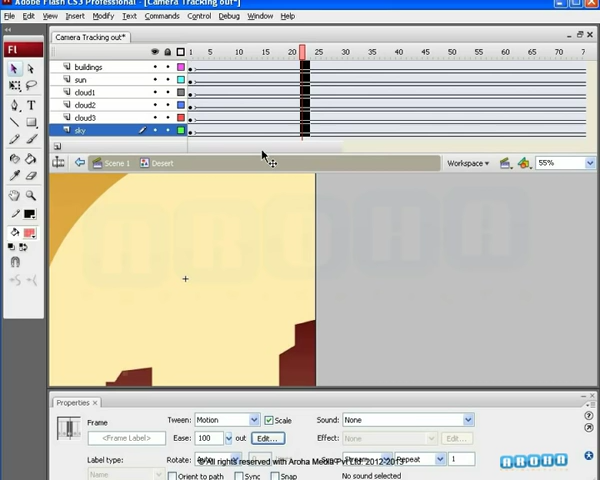 Adobe Flash CS3 Professional - [Camera Tracking out*]
File Edit View Insert Modify Text Commands Control Debug Window Help
Camera Tracking out*
Fl
1 5 10 15 20 25 30 35 40 45 50 55 60 65 70 7
buildings
sun
cloud1
cloud2
cloud3
sky
Scene 1 Desert Workspace 55%
AROHA
Properties ×
Frame
<Frame Label>
Label type:
Name
Tween: Motion Scale
Ease: 100 out Edit...
Rotate: Auto
Orient to path Sync Snap
Sound: None
Effect: None Edit...
Repeat 1
No sound selected
© All rights reserved with Aroha Media Pvt Ltd. 2012-2013
AROHA